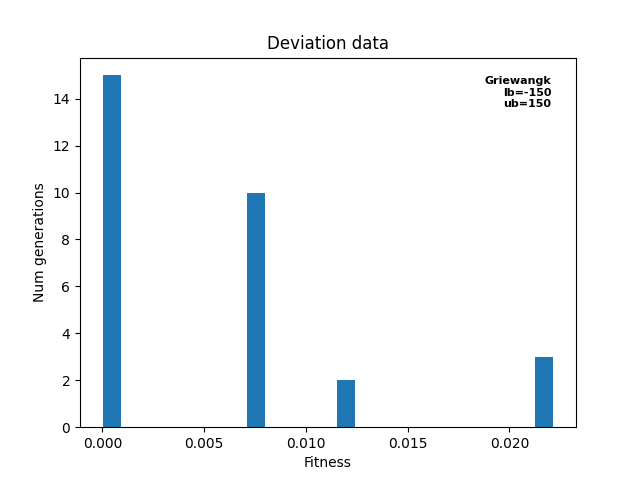 Deviation data
Griewangk
lb=-150
ub=150
Num generations
14
12
10
8
6
4
2
0
0.000
0.005
0.010
0.015
0.020
Fitness